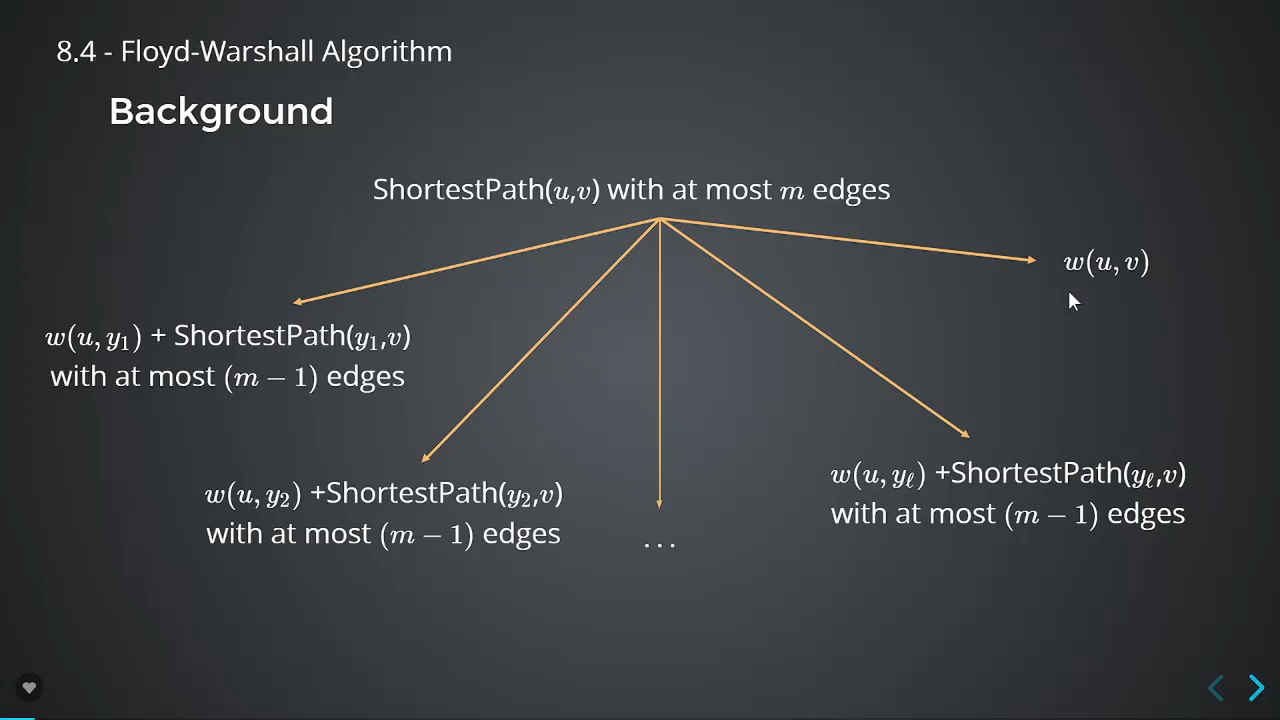 8.4 - Floyd-Warshall Algorithm
Background
ShortestPath(u,v) with at most m edges
w(u, v)
w(u, y₁) + ShortestPath(y₁,v)
with at most (m − 1) edges
w(u, y₂) +ShortestPath(y₂,v)
with at most (m − 1) edges
...
w(u, yℓ) +ShortestPath(yℓ,v)
with at most (m − 1) edges